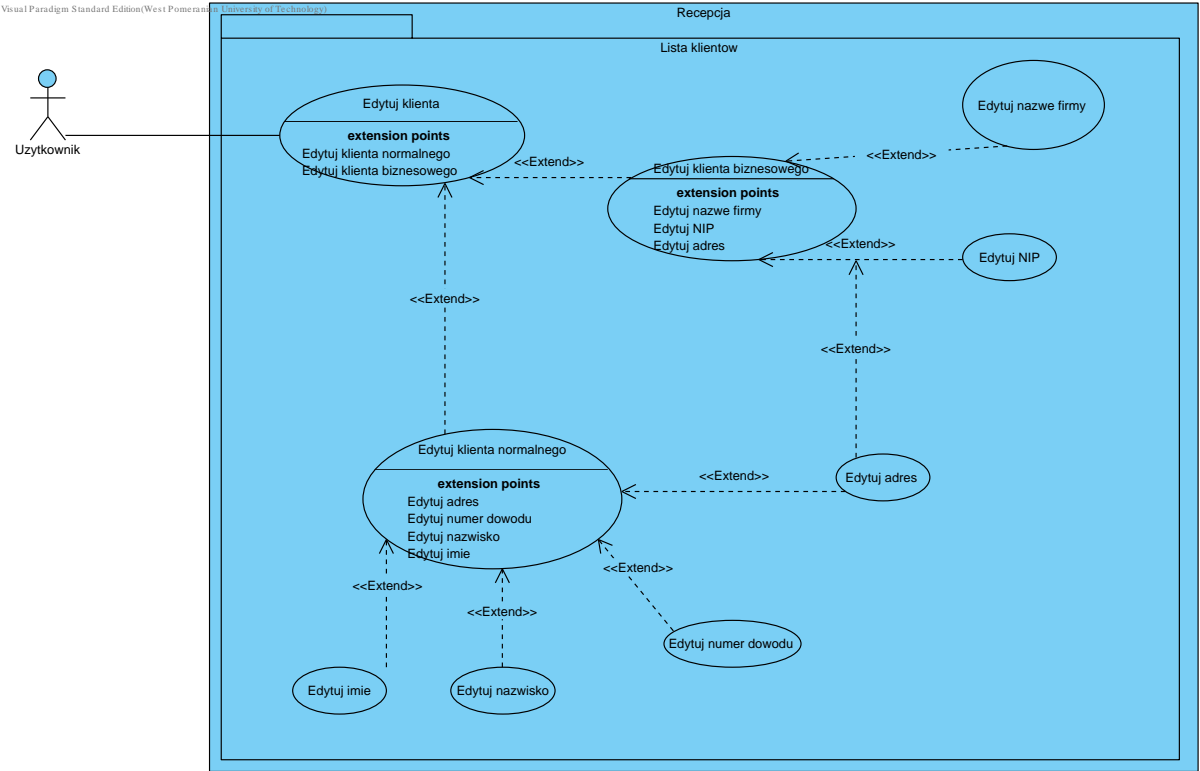 Visual Paradigm Standard Edition(West Pomeranian University of Technology)
Recepcja
Lista klientow
Uzytkownik
Edytuj klienta
extension points
Edytuj klienta normalnego
Edytuj klienta biznesowego
<<Extend>>
Edytuj nazwe firmy
<<Extend>>
Edytuj klienta biznesowego
extension points
Edytuj nazwe firmy
Edytuj NIP
Edytuj adres
<<Extend>>
Edytuj NIP
<<Extend>>
<<Extend>>
Edytuj klienta normalnego
extension points
Edytuj adres
Edytuj numer dowodu
Edytuj nazwisko
Edytuj imie
<<Extend>>
Edytuj adres
<<Extend>>
<<Extend>>
<<Extend>>
Edytuj numer dowodu
Edytuj imie
Edytuj nazwisko